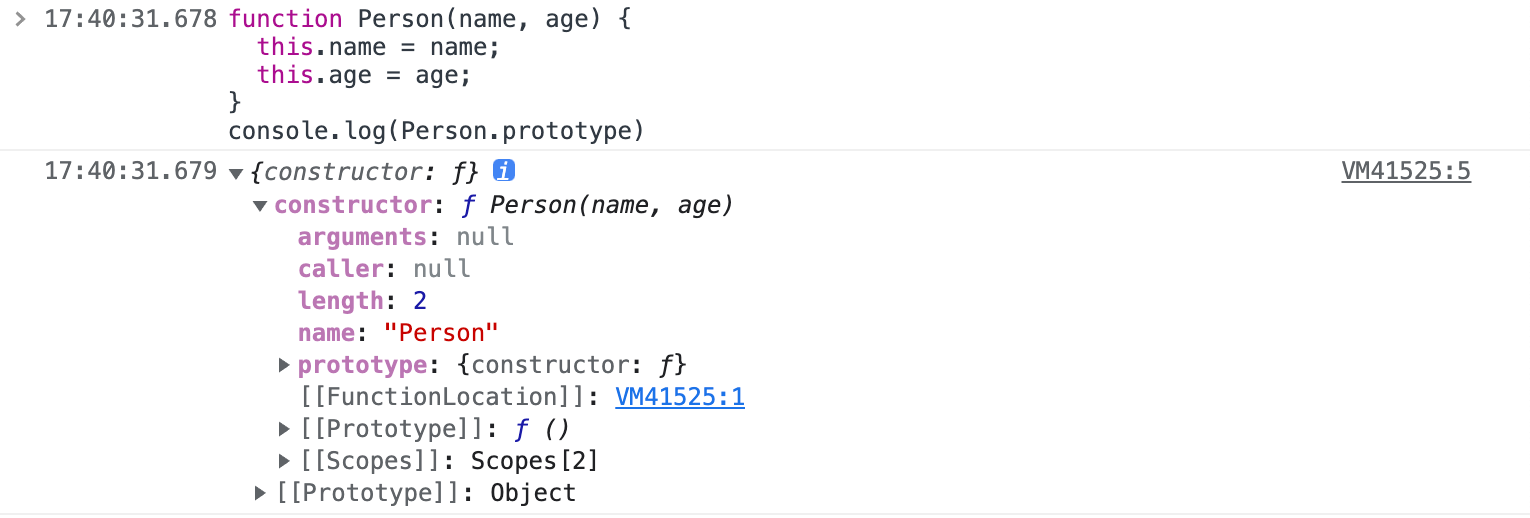 17:40:31.678 function Person(name, age) {
this.name = name;
this.age = age;
}
console.log(Person.prototype)
17:40:31.679 ▼{constructor: ƒ} i VM41525:5
▼constructor: ƒ Person(name, age)
arguments: null
caller: null
length: 2
name: "Person"
▶prototype: {constructor: ƒ}
[[FunctionLocation]]: VM41525:1
▶[[Prototype]]: ƒ ()
▶[[Scopes]]: Scopes[2]
▶[[Prototype]]: Object